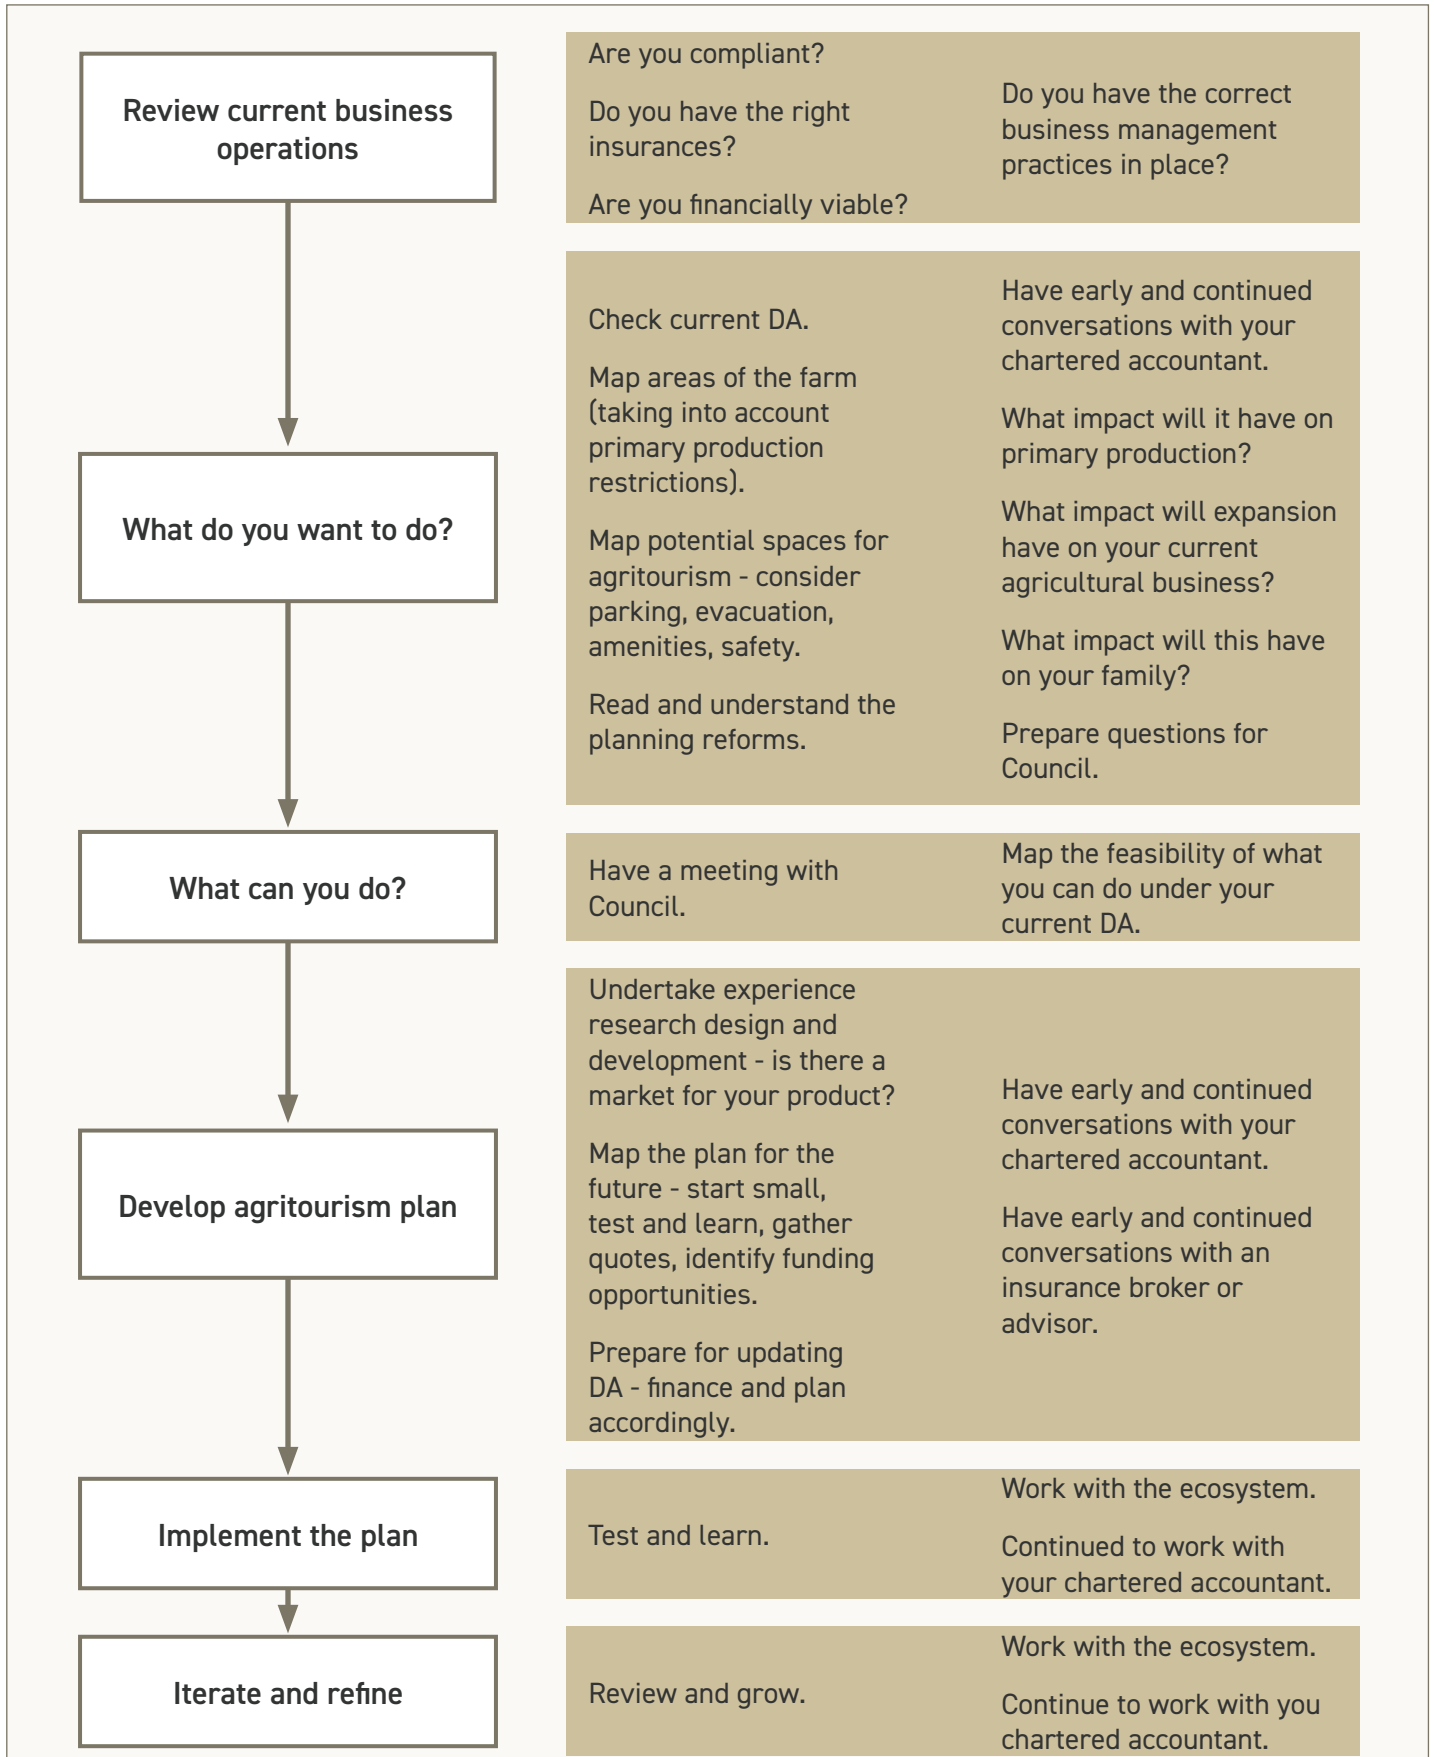 Review current business
operations
Are you compliant?
Do you have the right
insurances?
Are you financially viable?
Do you have the correct
business management
practices in place?
What do you want to do?
Check current DA.
Map areas of the farm
(taking into account
primary production
restrictions).
Map potential spaces for
agritourism - consider
parking, evacuation,
amenities, safety.
Read and understand the
planning reforms.
Have early and continued
conversations with your
chartered accountant.
What impact will it have on
primary production?
What impact will expansion
have on your current
agricultural business?
What impact will this have
on your family?
Prepare questions for
Council.
What can you do?
Have a meeting with
Council.
Map the feasibility of what
you can do under your
current DA.
Develop agritourism plan
Undertake experience
research design and
development - is there a
market for your product?
Map the plan for the
future - start small,
test and learn, gather
quotes, identify funding
opportunities.
Prepare for updating
DA - finance and plan
accordingly.
Have early and continued
conversations with your
chartered accountant.
Have early and continued
conversations with an
insurance broker or
advisor.
Implement the plan
Test and learn.
Work with the ecosystem.
Continued to work with
your chartered accountant.
Iterate and refine
Review and grow.
Work with the ecosystem.
Continue to work with you
chartered accountant.